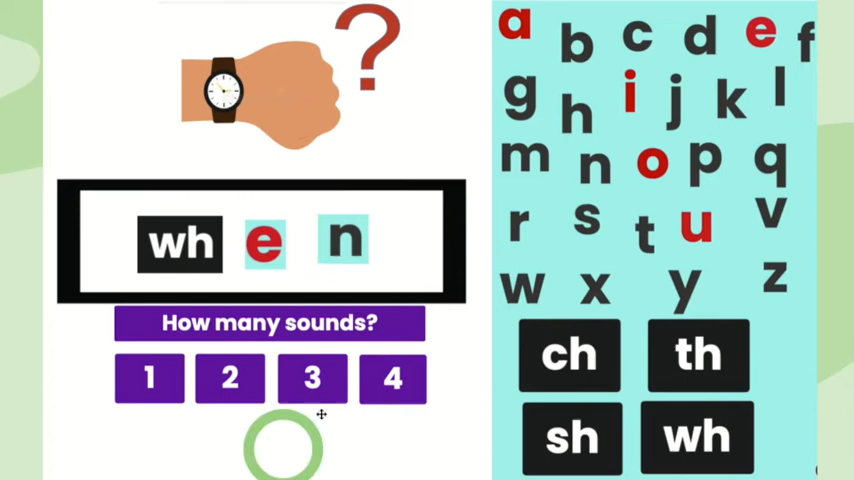 ?
wh e n
How many sounds?
1 2 3 4
a b c d e f
g h i j k l
m n o p q
r s t u v
w x y z
ch th
sh wh